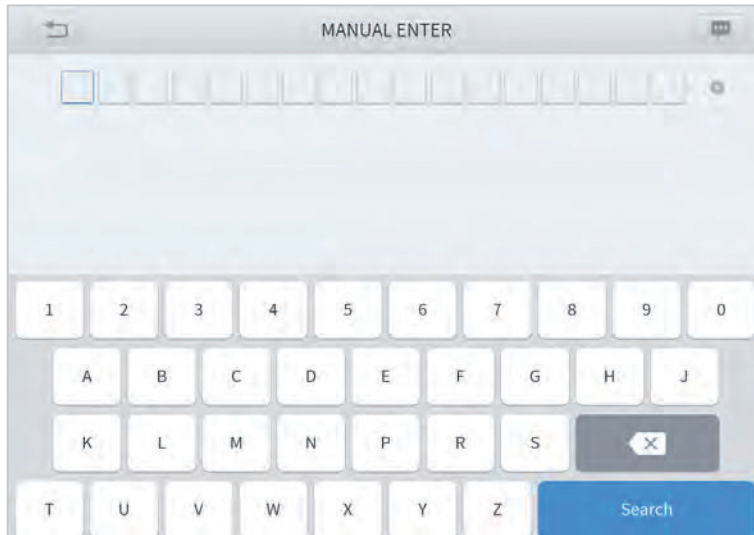 MANUAL ENTER
1 2 3 4 5 6 7 8 9 0
A B C D E F G H J
K L M N P R S
T U V W X Y Z Search